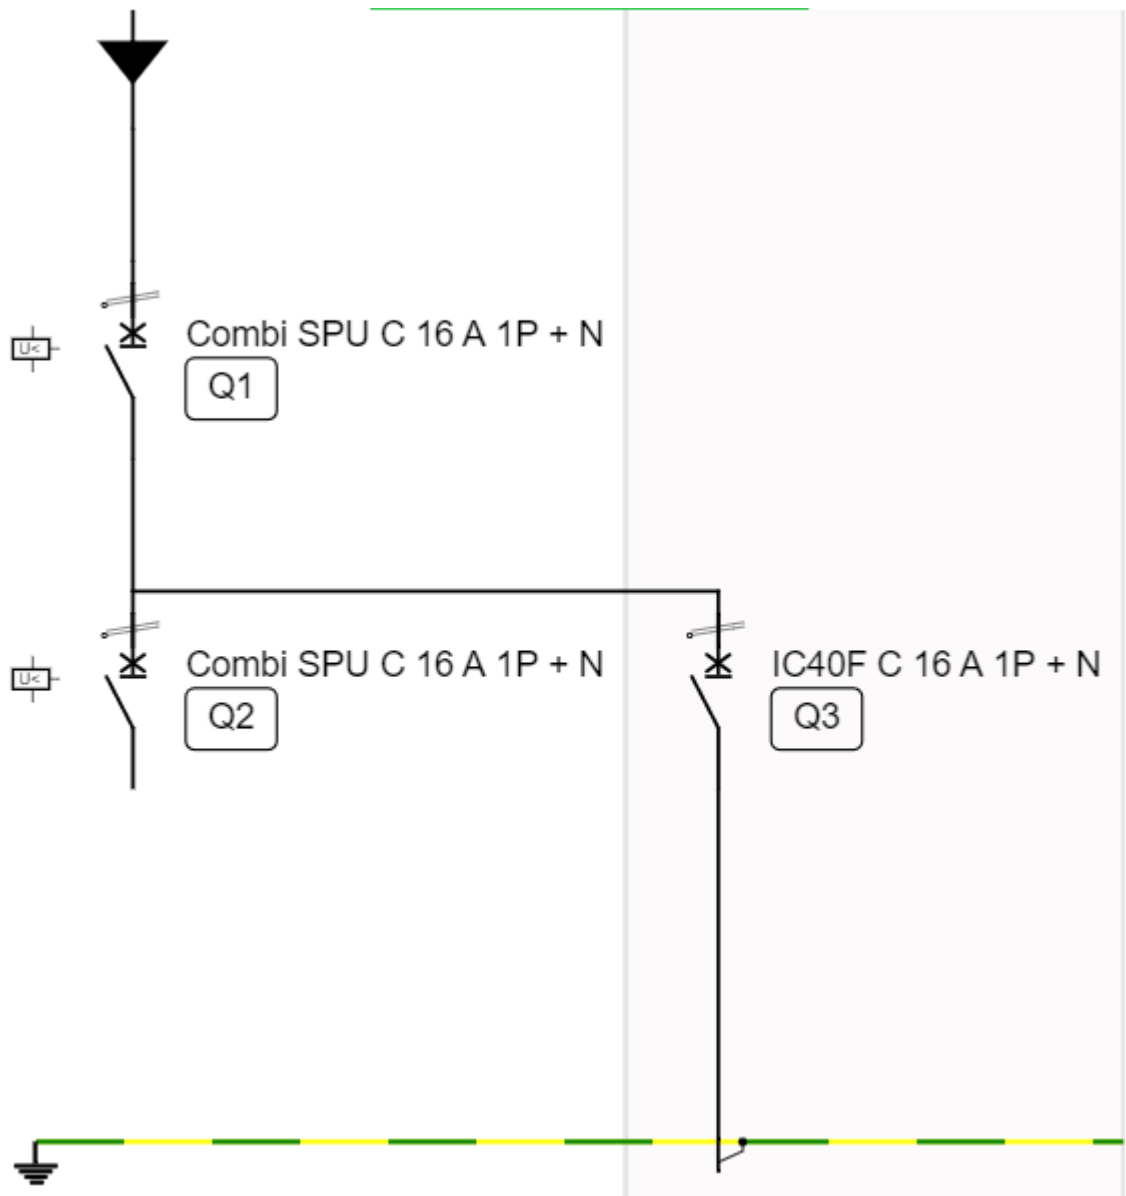 Combi SPU C 16 A 1P + N
U<
Q1
Combi SPU C 16 A 1P + N
IC40F C 16 A 1P + N
U<
Q2
Q3